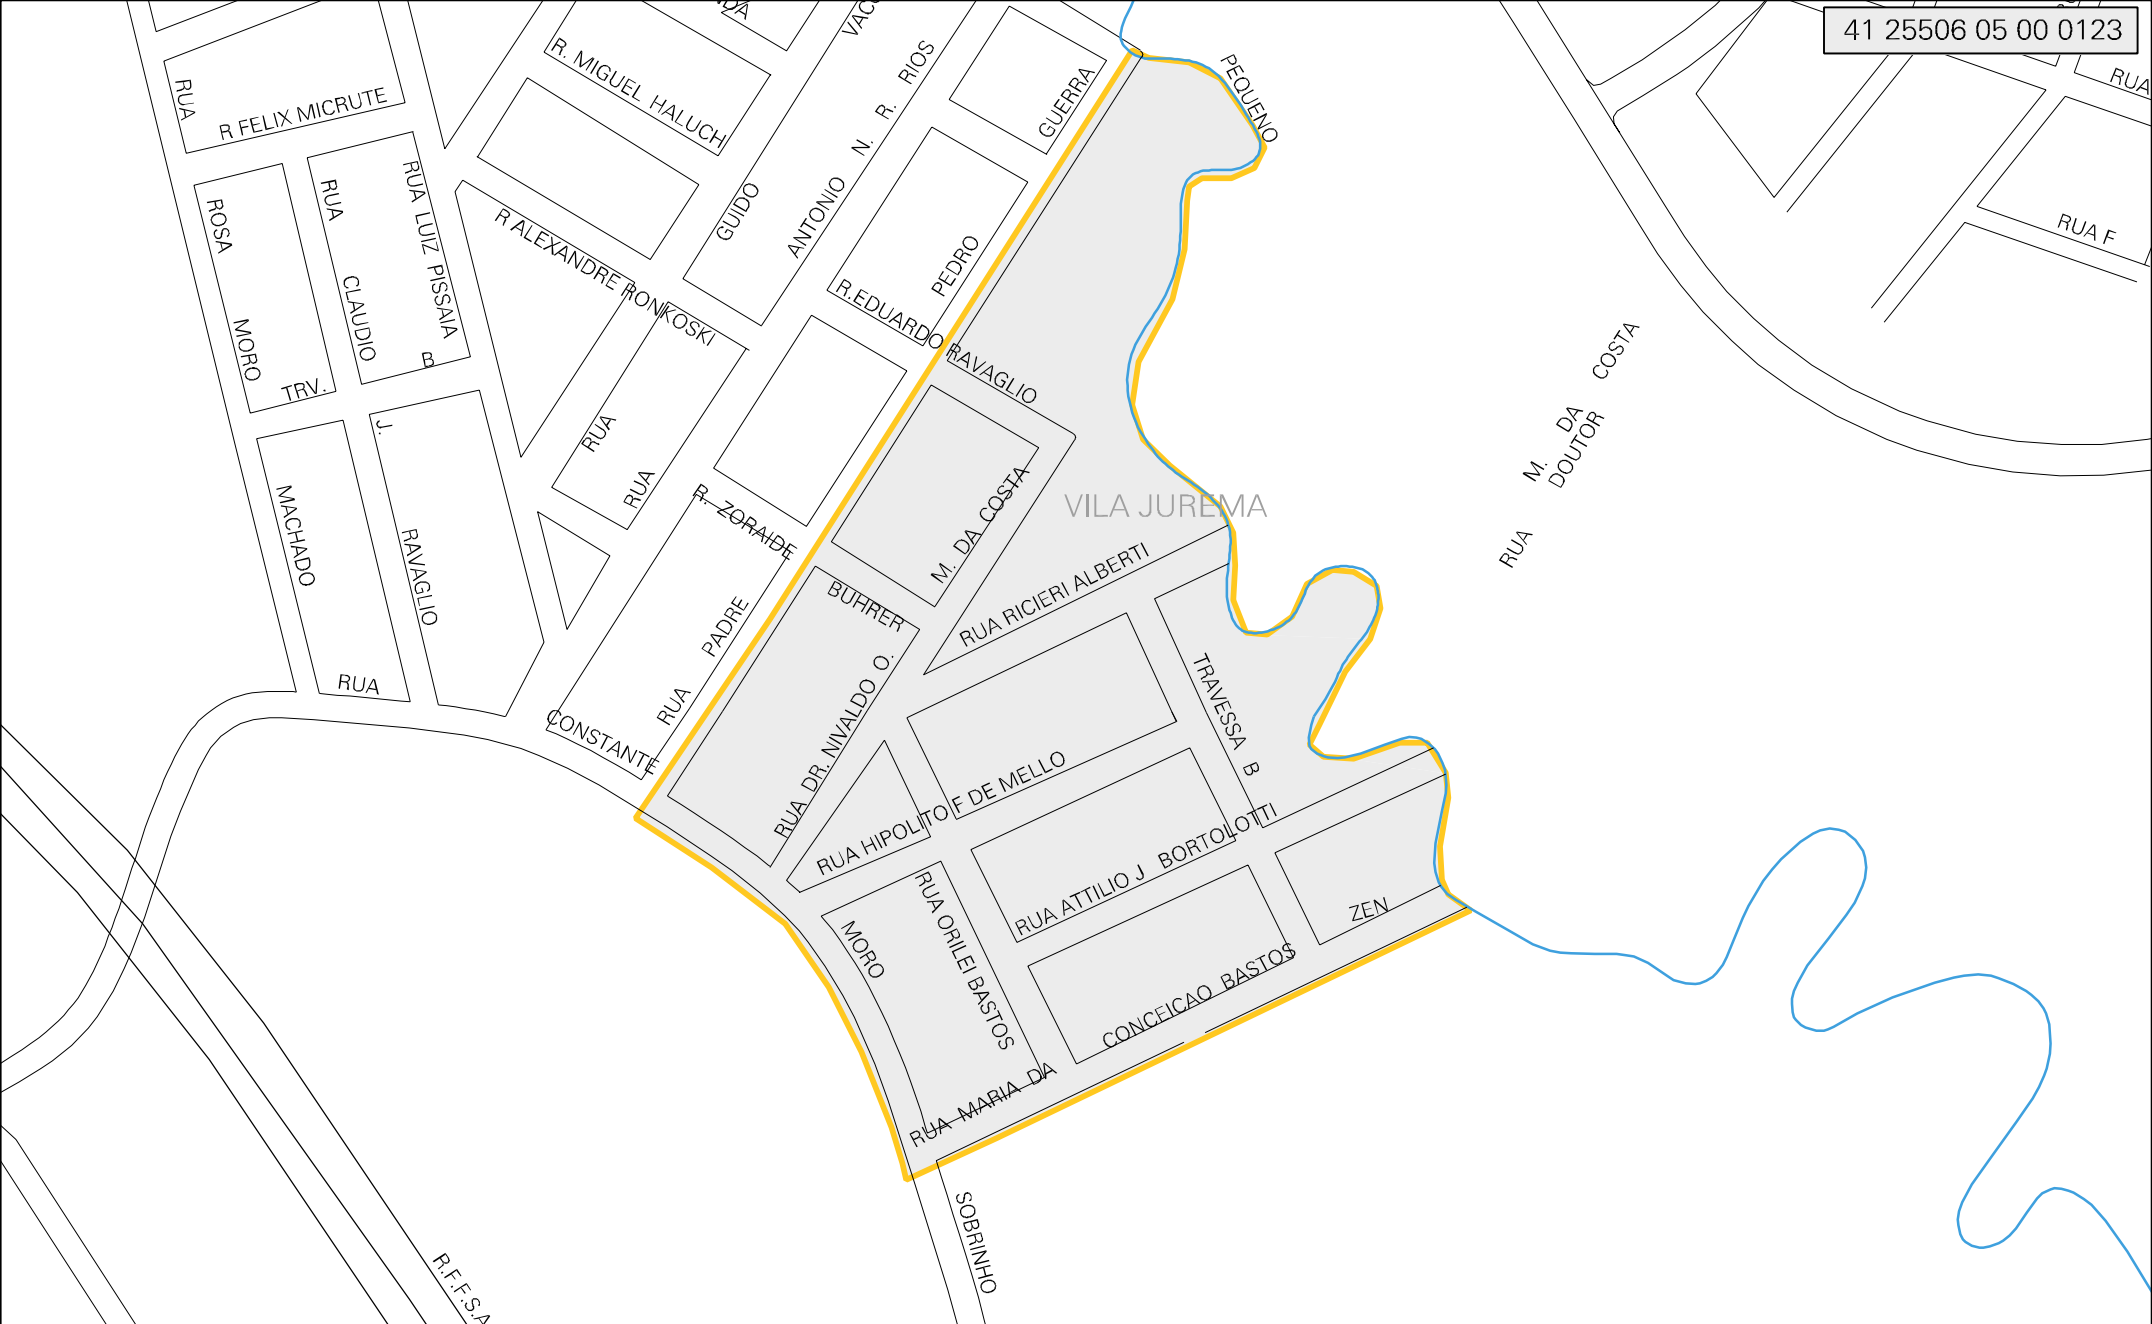 41 25506 05 00 0123
RUA
R FELIX MICRUTE
R. MIGUEL HALUCH
ANTONIO N. R. RIOS
PEDRO GUERRA
PEQUENO
RUA
RUA F
ROSA MORO
RUA CLAUDIO
RUA LUIZ PISSAIA
R ALEXANDRE RONKOSKI
GUIDO
R.EDUARDO RAVAGLIO
TRV. B
J. RAVAGLIO
MACHADO
RUA
RUA
RUA
R. ZORAIDE BUHRER
M. DA COSTA
VILA JUREMA
RUA M. DA COSTA
DOUTOR
RUA RICIERI ALBERTI
RUA PADRE
RUA DR. NIVALDO O.
TRAVESSA B
RUA CONSTANTE
RUA HIPOLITO F DE MELLO
RUA ATTILIO J BORTOLOTTI
RUA ORILEI BASTOS
MORO
ZEN
RUA MARIA DA CONCEICAO BASTOS
SOBRINHO
R.F.F.S.A